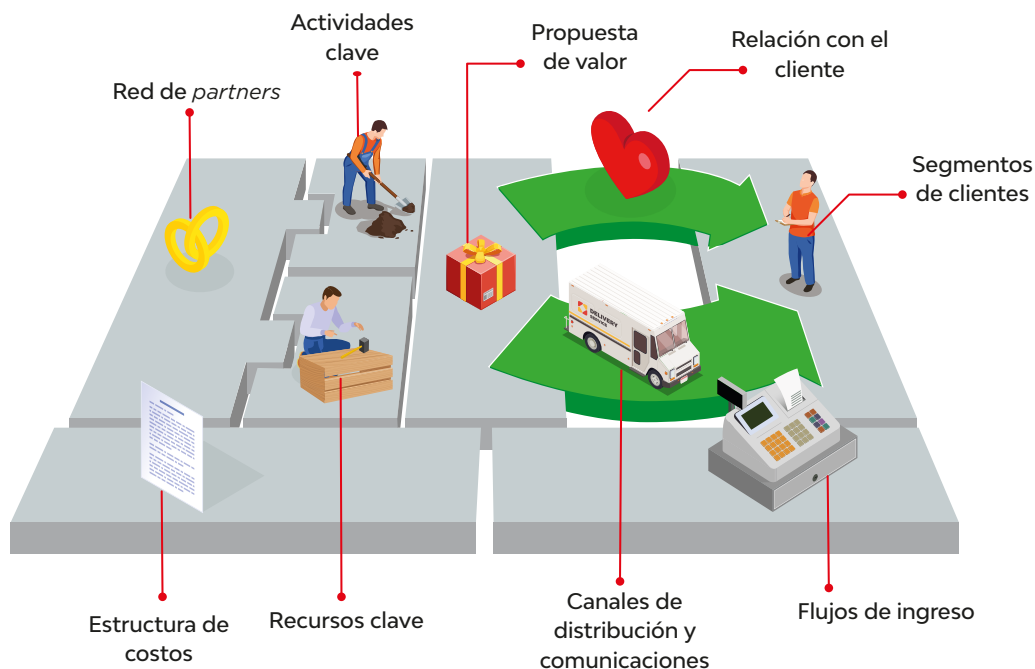 Actividades
clave
Propuesta
de valor
Relación con el
cliente
Red de partners
Segmentos
de clientes
DELIVERY
SERVICE
Estructura de
costos
Recursos clave
Canales de
distribución y
comunicaciones
Flujos de ingreso